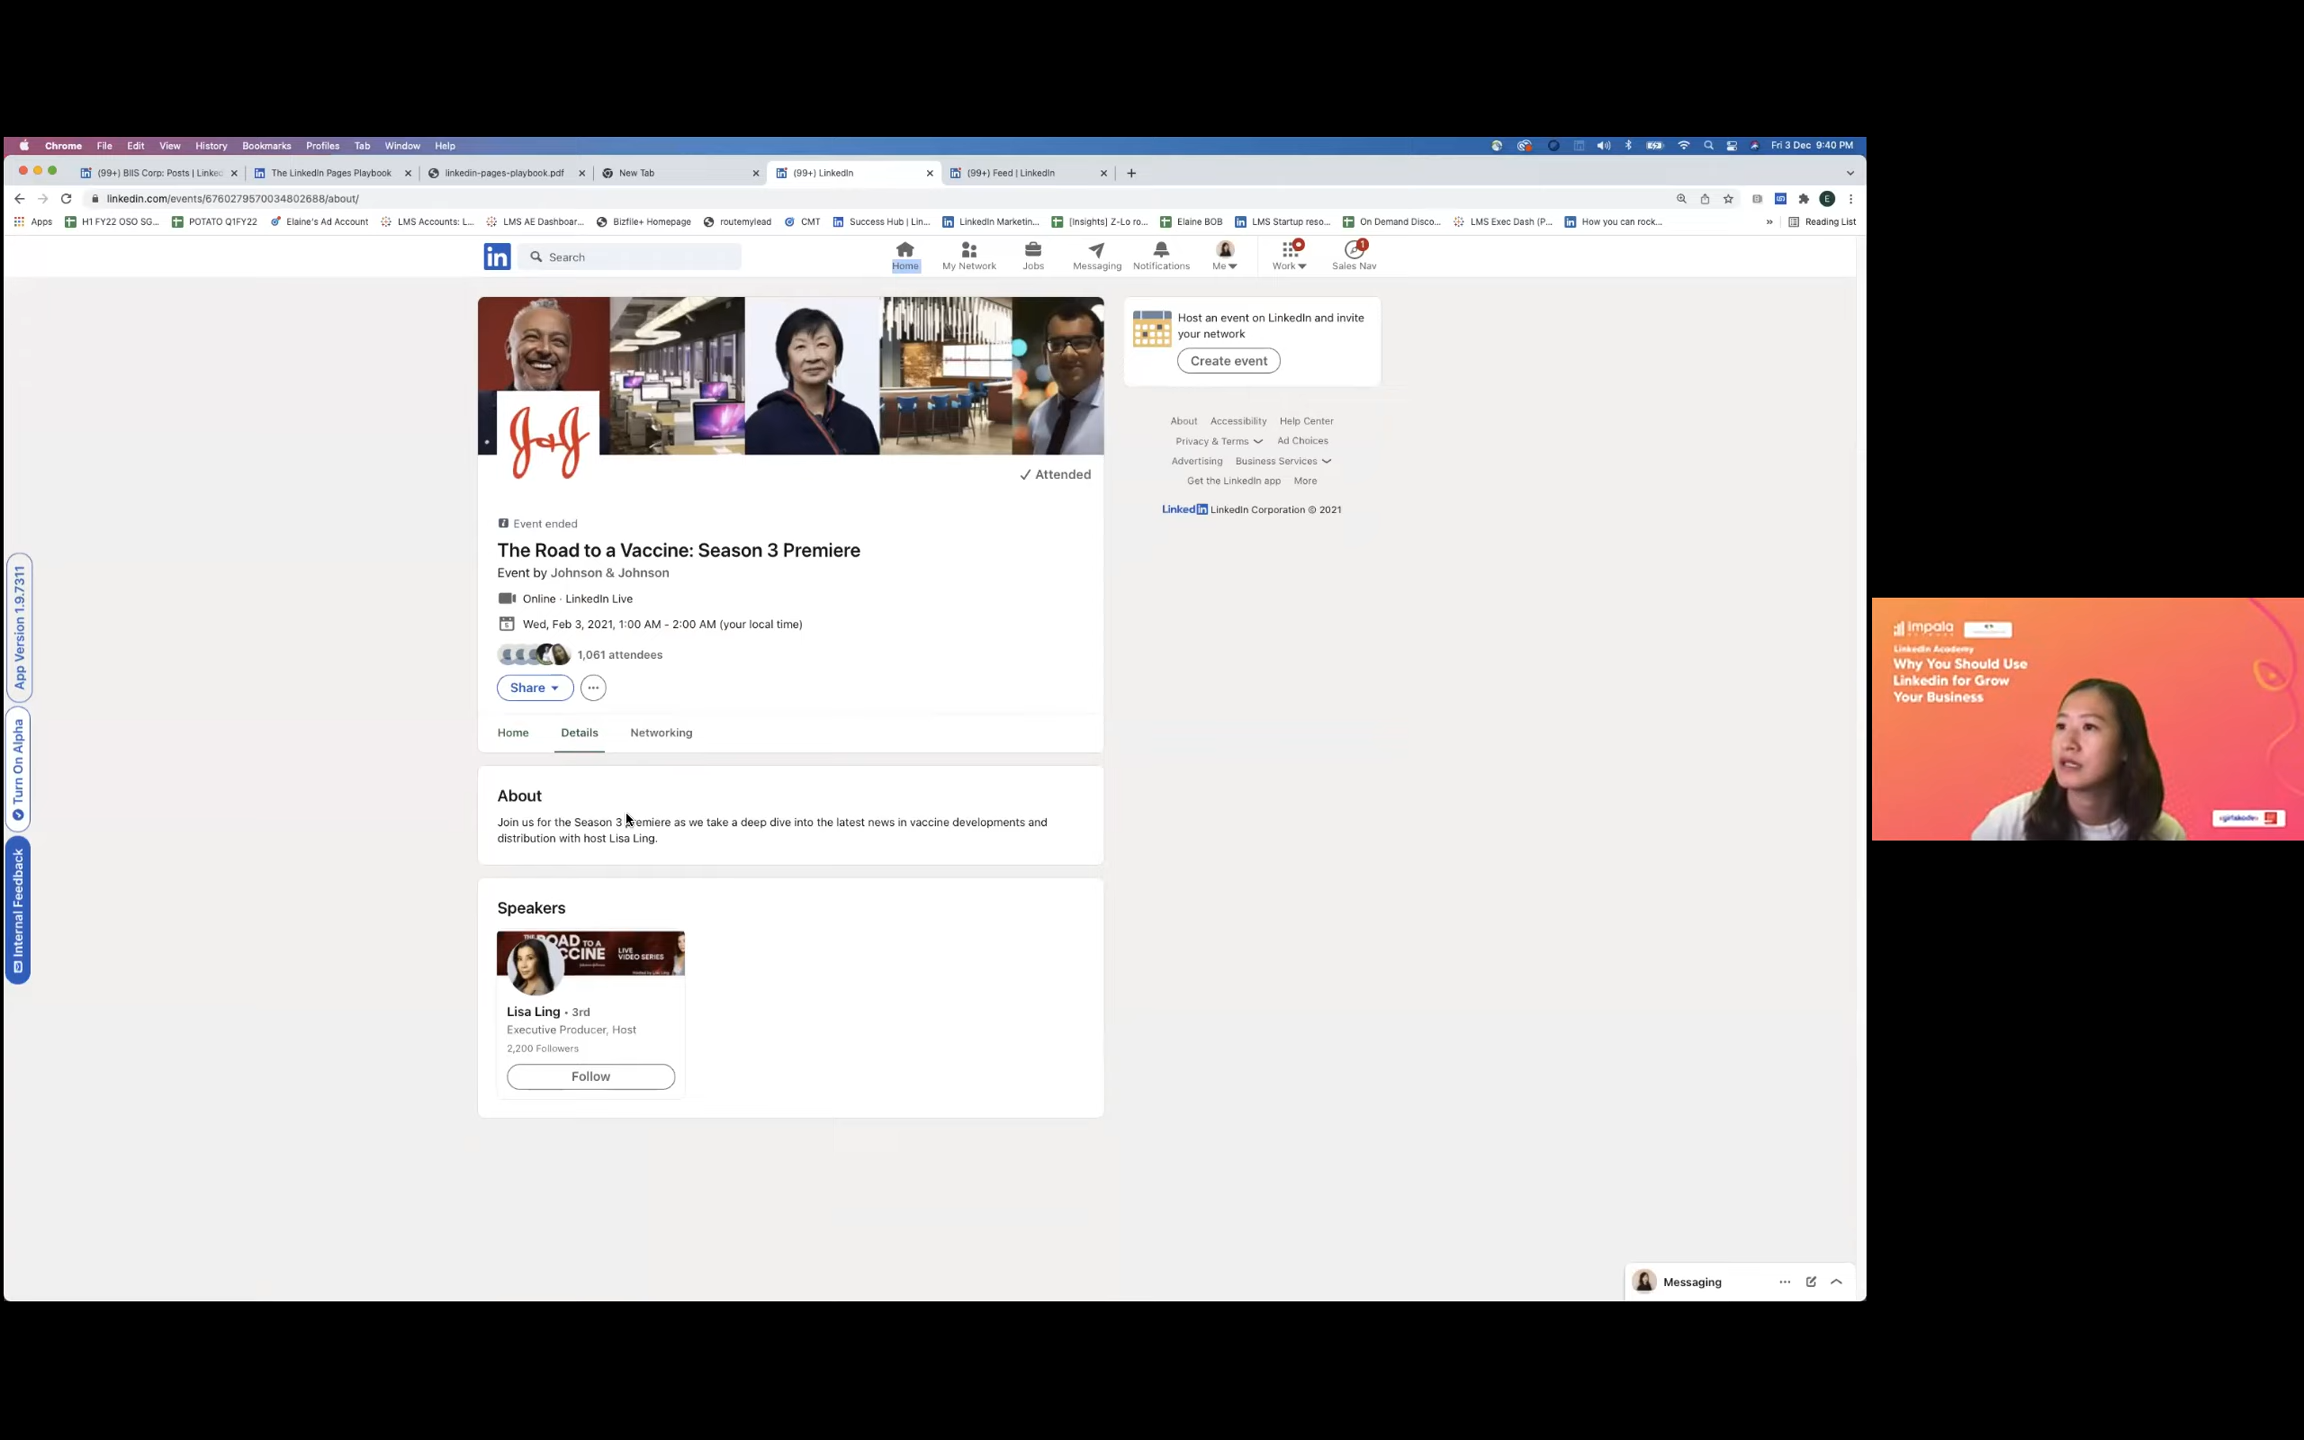 Chrome File Edit View History Bookmarks Profiles Tab Window Help
Fri 3 Dec 9:40 PM
(99+) BIIS Corp: Posts | Linked
The LinkedIn Pages Playbook
linkedin-pages-playbook.pdf
New Tab
(99+) LinkedIn
(99+) Feed | LinkedIn
linkedin.com/events/6760279570034802688/about/
Apps
H1 FY22 OSO SG...
POTATO Q1FY22
Elaine's Ad Account
LMS Accounts: L...
LMS AE Dashboar...
Bizfile+ Homepage
routemylead
CMT
Success Hub | Lin...
LinkedIn Marketin...
[Insights] Z-Lo ro...
Elaine BOB
LMS Startup reso...
On Demand Disco...
LMS Exec Dash (P...
How you can rock...
»
Reading List
in
Search
Home
My Network
Jobs
Messaging
Notifications
Me
Work
1
Sales Nav
J&J
Attended
Event ended
The Road to a Vaccine: Season 3 Premiere
Event by Johnson & Johnson
Online · LinkedIn Live
Wed, Feb 3, 2021, 1:00 AM - 2:00 AM (your local time)
1,061 attendees
Share
Home Details Networking
About
Join us for the Season 3 Premiere as we take a deep dive into the latest news in vaccine developments and
distribution with host Lisa Ling.
Speakers
ROAD TO A
CCINE
LIVE
VIDEO SERIES
Lisa Ling • 3rd
Executive Producer, Host
2,200 Followers
Follow
Host an event on LinkedIn and invite
your network
Create event
About Accessibility Help Center
Privacy & Terms Ad Choices
Advertising Business Services
Get the LinkedIn app More
LinkedIn LinkedIn Corporation © 2021
App Version 1.9.7311
Turn On Alpha
Internal Feedback
Messaging
impala
LinkedIn Academy
Why You Should Use
Linkedin for Grow
Your Business